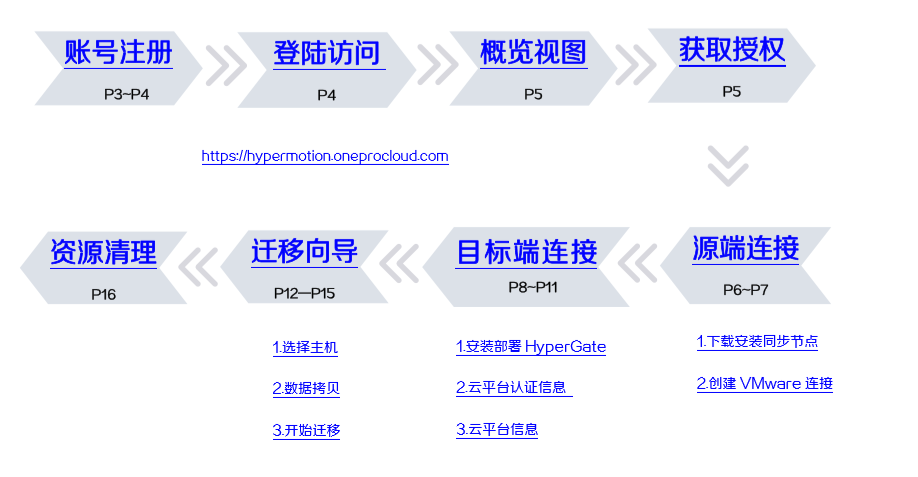 账号注册
P3~P4
登陆访问
P4
概览视图
P5
获取授权
P5
https://hypermotion.oneprocloud.com
源端连接
P6~P7
1.下载安装同步节点
2.创建 VMware 连接
目标端连接
P8~P11
1.安装部署 HyperGate
2.云平台认证信息
3.云平台信息
迁移向导
P12—P15
1.选择主机
2.数据拷贝
3.开始迁移
资源清理
P16